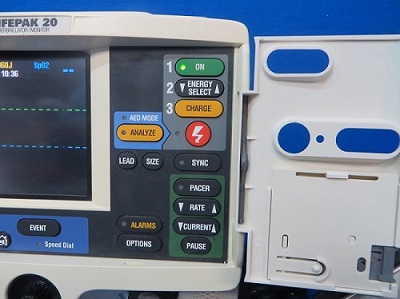 IFEPAK 20
DEFIBRILLATOR/MONITOR
SpO2
10:36
--
1 ON
2 ENERGY
SELECT
3 CHARGE
AED MODE
ANALYZE
LEAD
SIZE
SYNC
PACER
RATE
CURRENT
PAUSE
EVENT
ALARMS
OPTIONS
Speed Dial